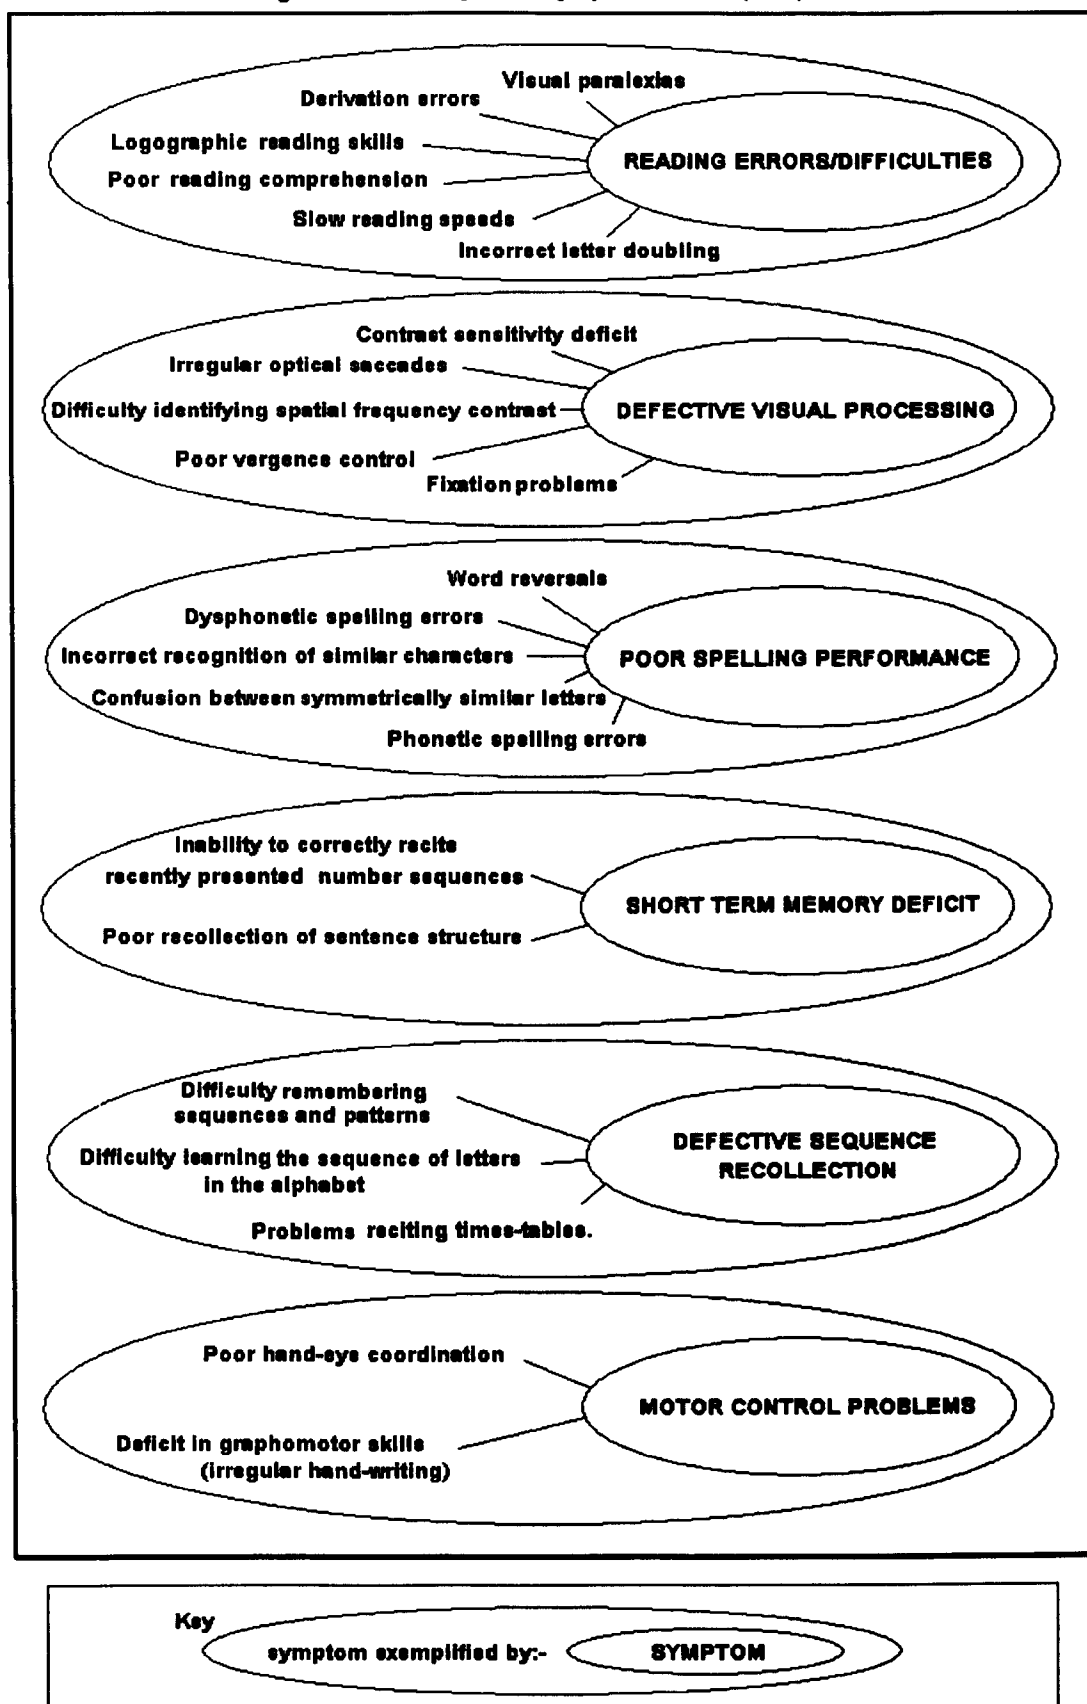 Visual paralexias
Derivation errors
Logographic reading skills
READING ERRORS/DIFFICULTIES
Poor reading comprehension
Slow reading speeds
Incorrect letter doubling
Contrast sensitivity deficit
Irregular optical saccades
Difficulty identifying spatial frequency contrast
DEFECTIVE VISUAL PROCESSING
Poor vergence control
Fixation problems
Word reversals
Dysphonetic spelling errors
Incorrect recognition of similar characters
POOR SPELLING PERFORMANCE
Confusion between symmetrically similar letters
Phonetic spelling errors
Inability to correctly recite
recently presented number sequences
SHORT TERM MEMORY DEFICIT
Poor recollection of sentence structure
Difficulty remembering
sequences and patterns
DEFECTIVE SEQUENCE
RECOLLECTION
Difficulty learning the sequence of letters
in the alphabet
Problems reciting times-tables.
Poor hand-eye coordination
MOTOR CONTROL PROBLEMS
Deficit in graphomotor skills
(irregular hand-writing)
Key
symptom exemplified by:-
SYMPTOM